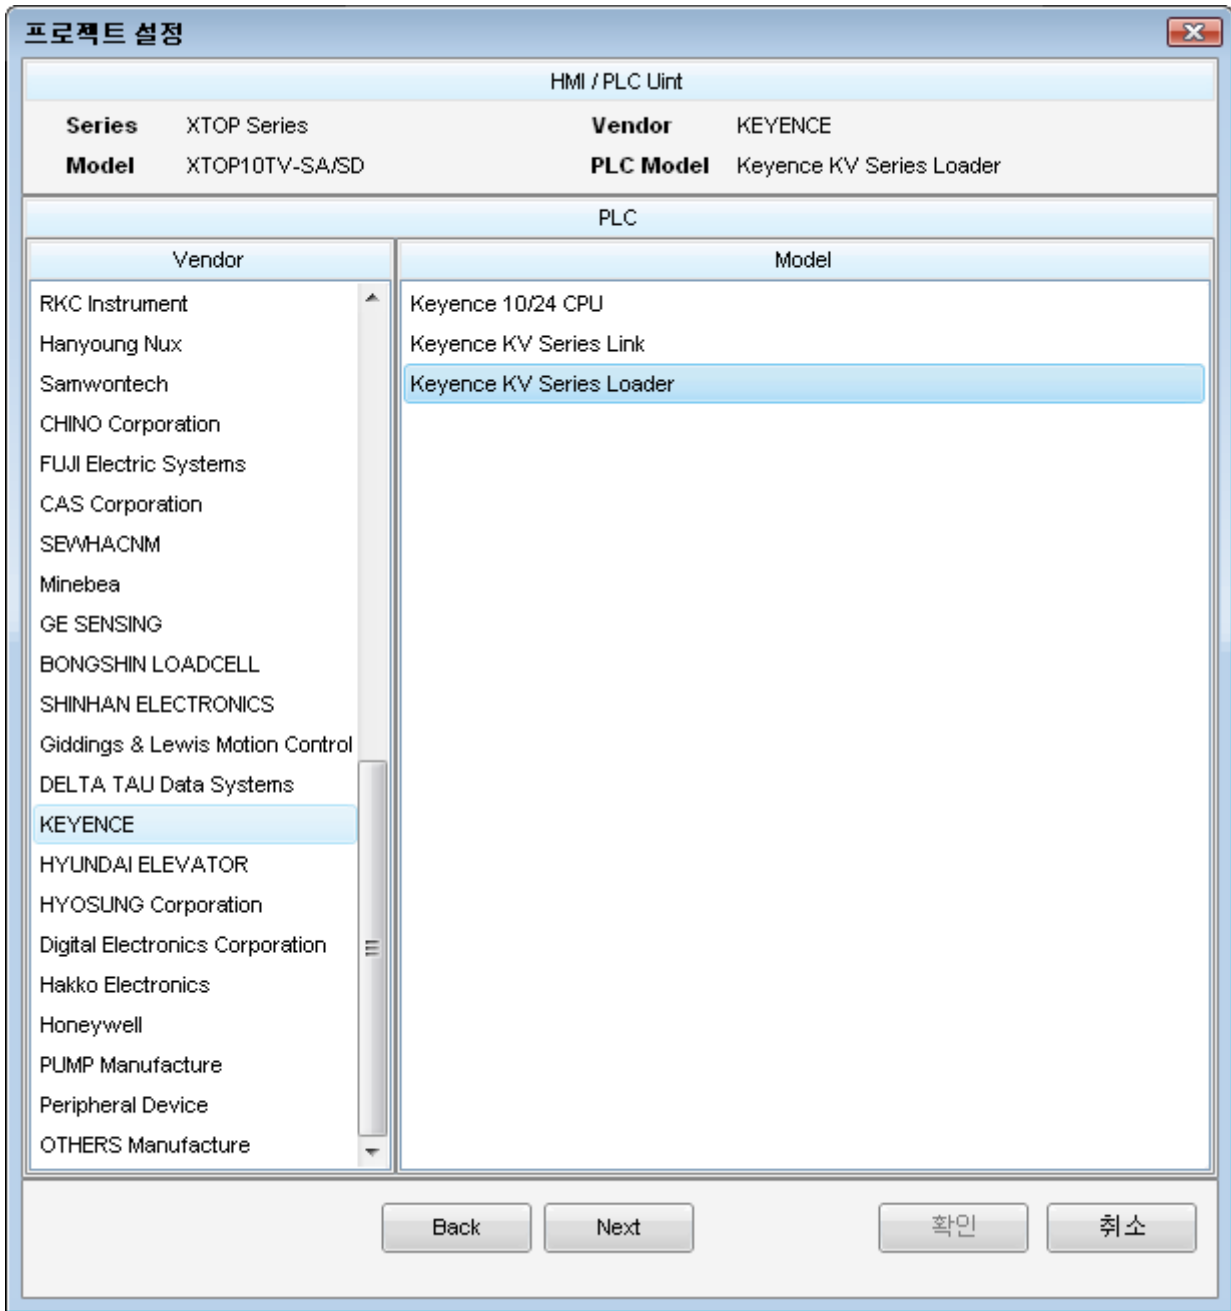 프로젝트 설정
HMI / PLC Uint
Series XTOP Series Vendor KEYENCE
Model XTOP10TV-SA/SD PLC Model Keyence KV Series Loader
PLC
Vendor Model
RKC Instrument Keyence 10/24 CPU
Hanyoung Nux Keyence KV Series Link
Samwontech Keyence KV Series Loader
CHINO Corporation
FUJI Electric Systems
CAS Corporation
SEWHACNM
Minebea
GE SENSING
BONGSHIN LOADCELL
SHINHAN ELECTRONICS
Giddings & Lewis Motion Control
DELTA TAU Data Systems
KEYENCE
HYUNDAI ELEVATOR
HYOSUNG Corporation
Digital Electronics Corporation
Hakko Electronics
Honeywell
PUMP Manufacture
Peripheral Device
OTHERS Manufacture
Back Next 확인 취소